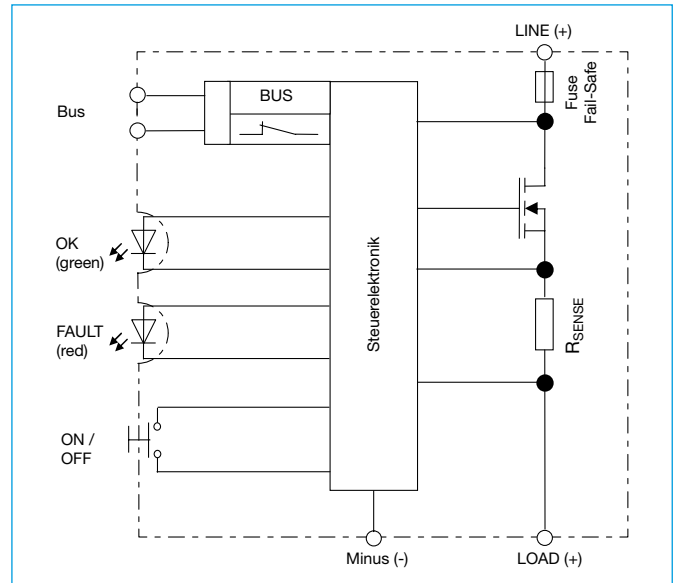 LINE (+)
Fuse
Fail-Safe
Bus
BUS
OK
(green)
Steuerelektronik
FAULT
(red)
RSENSE
ON /
OFF
Minus (-)
LOAD (+)